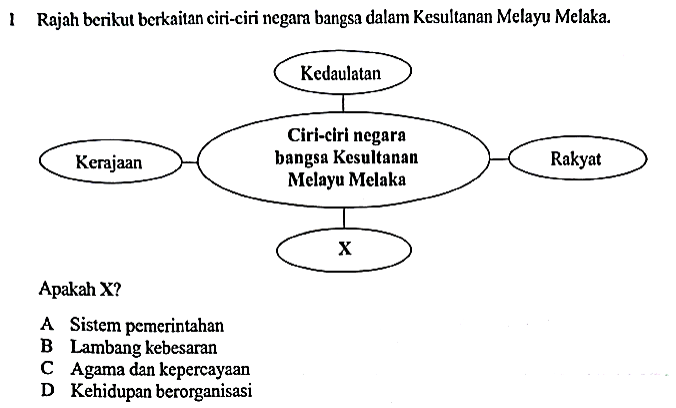 1 Rajah berikut berkaitan ciri-ciri negara bangsa dalam Kesultanan Melayu Melaka.
Kedaulatan
Ciri-ciri negara
bangsa Kesultanan
Melayu Melaka
Kerajaan
Rakyat
X
Apakah X?
A Sistem pemerintahan
B Lambang kebesaran
C Agama dan kepercayaan
D Kehidupan berorganisasi